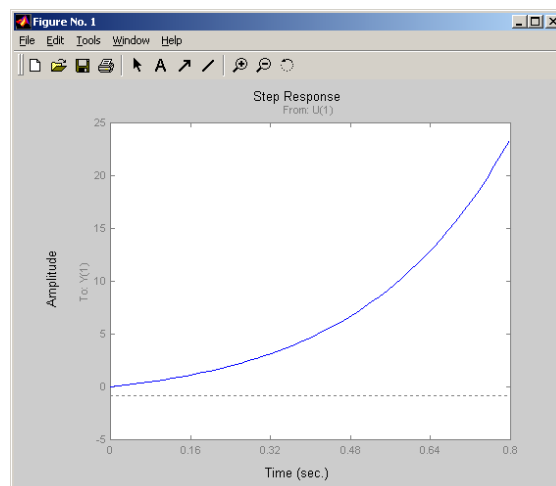 Figure No. 1
File Edit Tools Window Help
A
Step Response
From: U(1)
25
20
15
10
5
0
-5
Amplitude
To: Y(1)
0 0.16 0.32 0.48 0.64 0.8
Time (sec.)